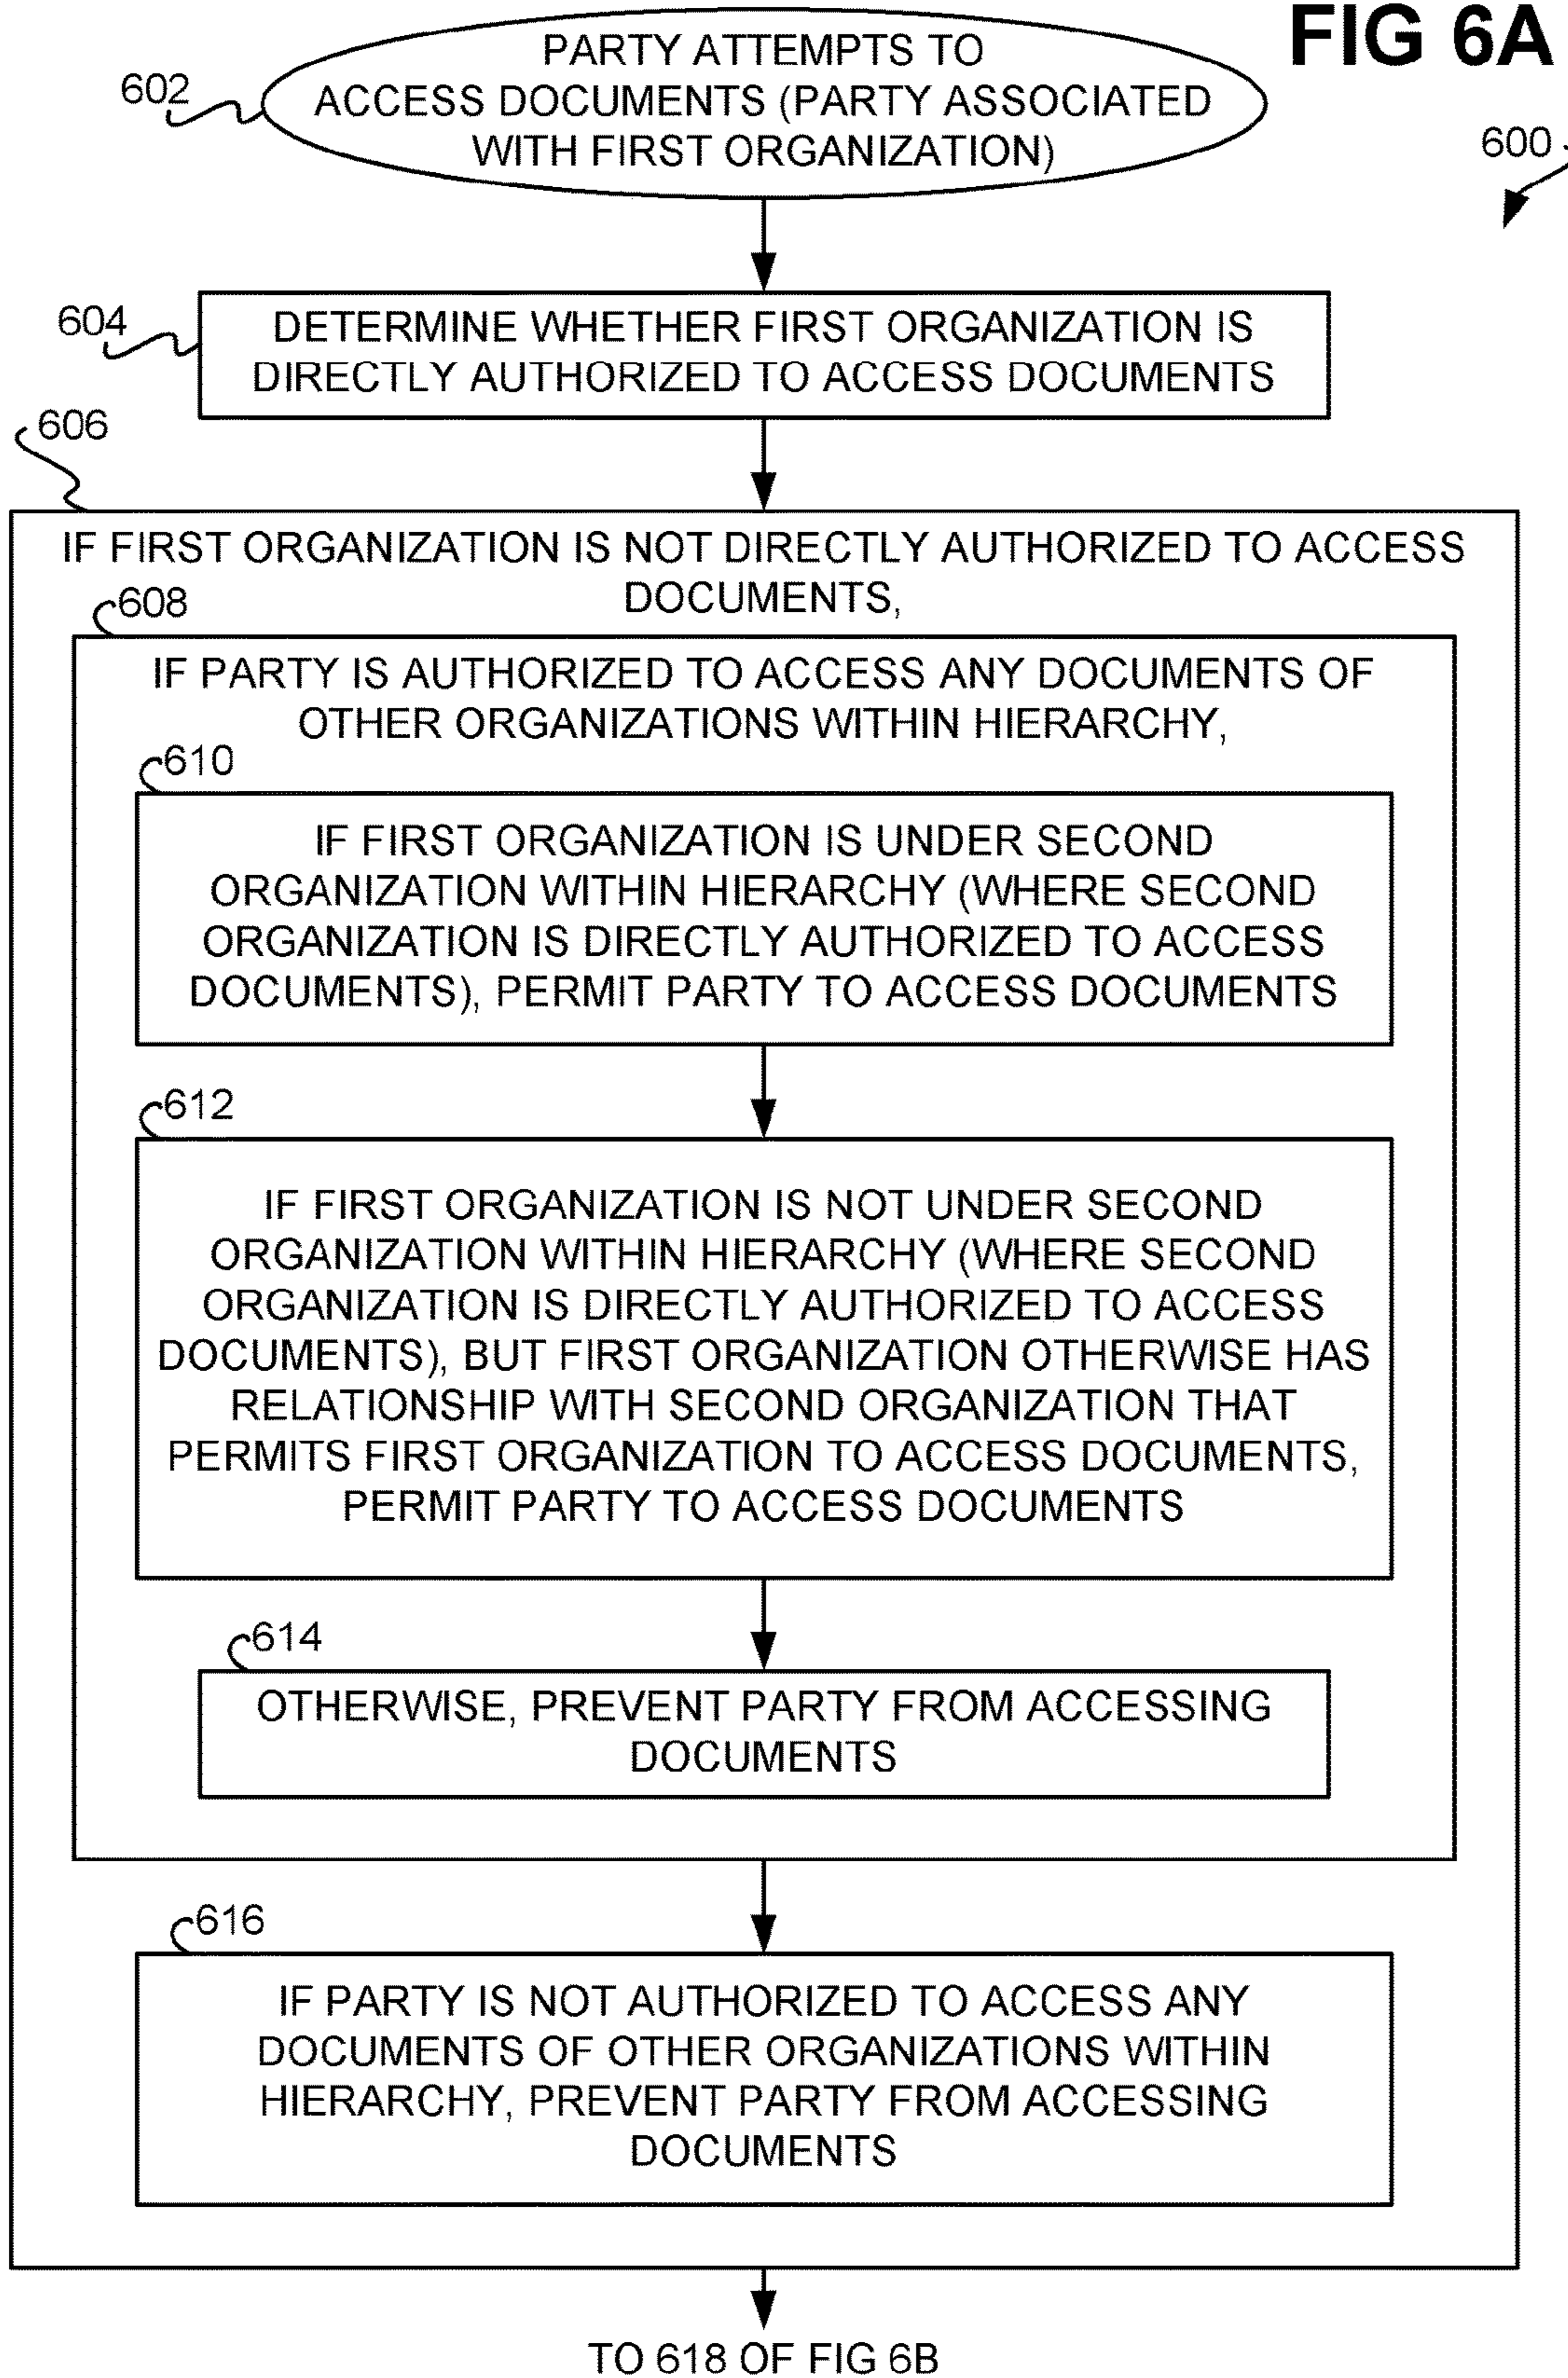 FIG 6A
602
PARTY ATTEMPTS TO
ACCESS DOCUMENTS (PARTY ASSOCIATED
WITH FIRST ORGANIZATION)
600
604
DETERMINE WHETHER FIRST ORGANIZATION IS
DIRECTLY AUTHORIZED TO ACCESS DOCUMENTS
606
IF FIRST ORGANIZATION IS NOT DIRECTLY AUTHORIZED TO ACCESS
DOCUMENTS,
608
IF PARTY IS AUTHORIZED TO ACCESS ANY DOCUMENTS OF
OTHER ORGANIZATIONS WITHIN HIERARCHY,
610
IF FIRST ORGANIZATION IS UNDER SECOND
ORGANIZATION WITHIN HIERARCHY (WHERE SECOND
ORGANIZATION IS DIRECTLY AUTHORIZED TO ACCESS
DOCUMENTS), PERMIT PARTY TO ACCESS DOCUMENTS
612
IF FIRST ORGANIZATION IS NOT UNDER SECOND
ORGANIZATION WITHIN HIERARCHY (WHERE SECOND
ORGANIZATION IS DIRECTLY AUTHORIZED TO ACCESS
DOCUMENTS), BUT FIRST ORGANIZATION OTHERWISE HAS
RELATIONSHIP WITH SECOND ORGANIZATION THAT
PERMITS FIRST ORGANIZATION TO ACCESS DOCUMENTS,
PERMIT PARTY TO ACCESS DOCUMENTS
614
OTHERWISE, PREVENT PARTY FROM ACCESSING
DOCUMENTS
616
IF PARTY IS NOT AUTHORIZED TO ACCESS ANY
DOCUMENTS OF OTHER ORGANIZATIONS WITHIN
HIERARCHY, PREVENT PARTY FROM ACCESSING
DOCUMENTS
TO 618 OF FIG 6B